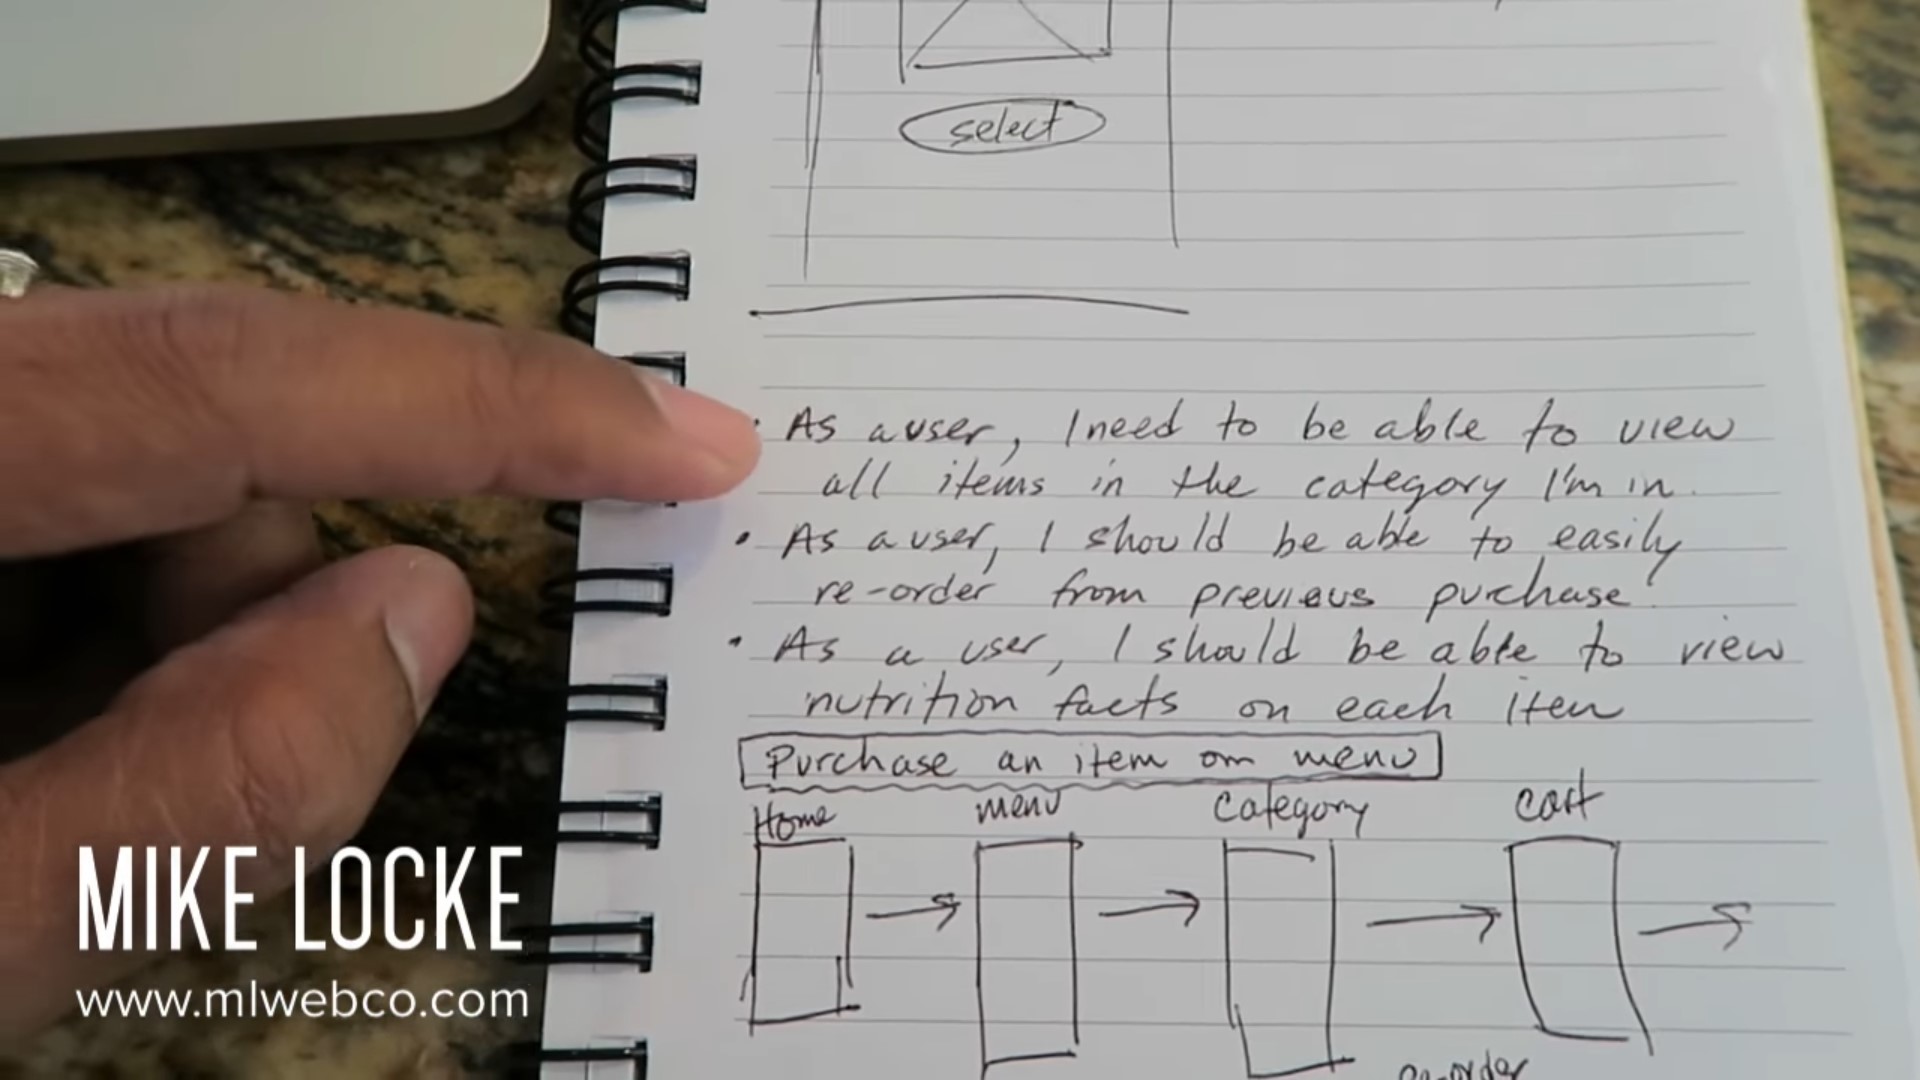 select
• As a user, I need to be able to view
all items in the category I'm in.
• As a user, I should be able to easily
re-order from previous purchase.
• As a user, I should be able to view
nutrition facts on each item
Purchase an item om menu
Home menu Category Cart
re-order
MIKE LOCKE
www.mlwebco.com